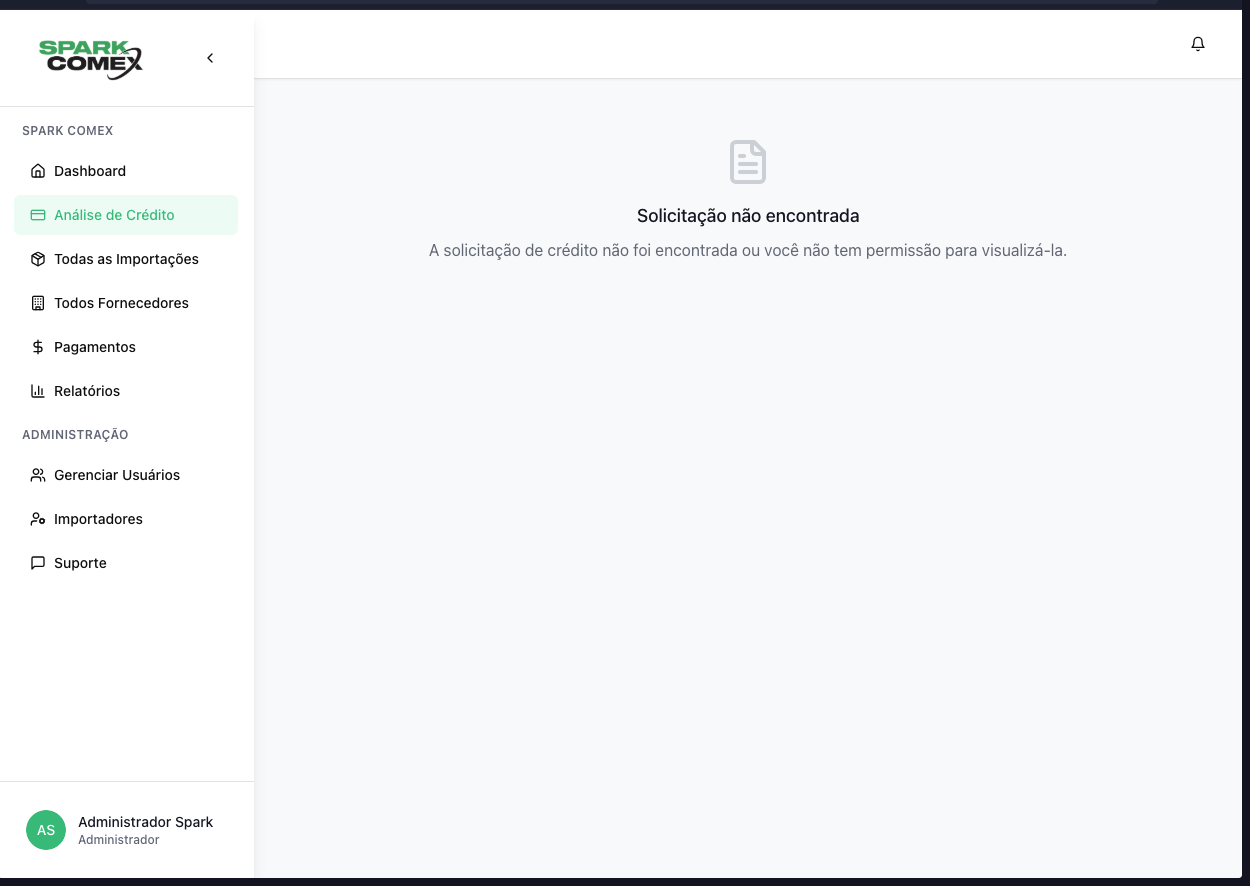 SPARK
COMEX
SPARK COMEX
Dashboard
Análise de Crédito
Todas as Importações
Todos Fornecedores
Pagamentos
Relatórios
ADMINISTRAÇÃO
Gerenciar Usuários
Importadores
Suporte
AS
Administrador Spark
Administrador
Solicitação não encontrada
A solicitação de crédito não foi encontrada ou você não tem permissão para visualizá-la.